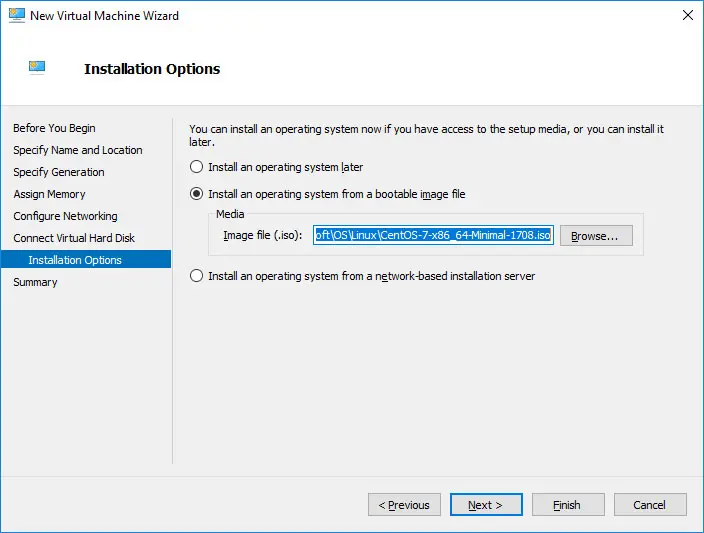 New Virtual Machine Wizard
Installation Options
Before You Begin
Specify Name and Location
Specify Generation
Assign Memory
Configure Networking
Connect Virtual Hard Disk
Installation Options
Summary
You can install an operating system now if you have access to the setup media, or you can install it
later.
Install an operating system later
Install an operating system from a bootable image file
Media
Image file (.iso): oft\OS\Linux\CentOS-7-x86_64-Minimal-1708.iso Browse...
Install an operating system from a network-based installation server
< Previous Next > Finish Cancel